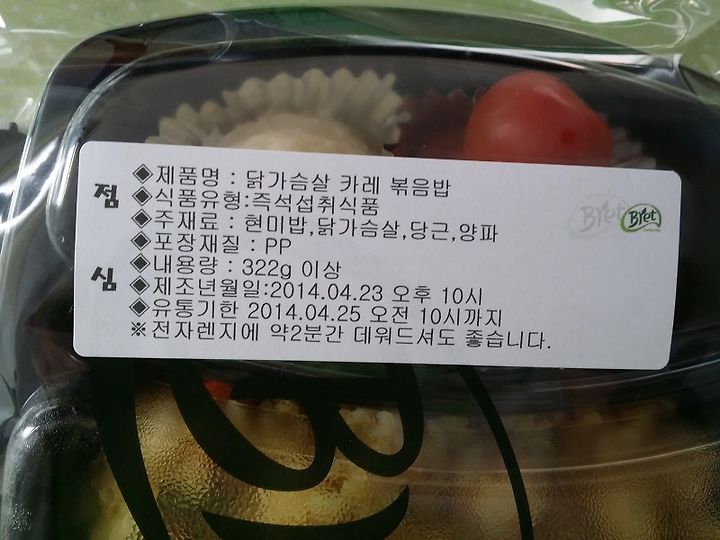 점심
◈제품명 : 닭가슴살 카레 볶음밥
◈식품유형:즉석섭취식품
◈주재료 : 현미밥,닭가슴살,당근,양파
◈포장재질 : PP
◈내용량 : 322g 이상
◈제조년월일:2014.04.23 오후 10시
◈유통기한 2014.04.25 오전 10시까지
※전자렌지에 약2분간 데워드셔도 좋습니다.
Bret
Bret